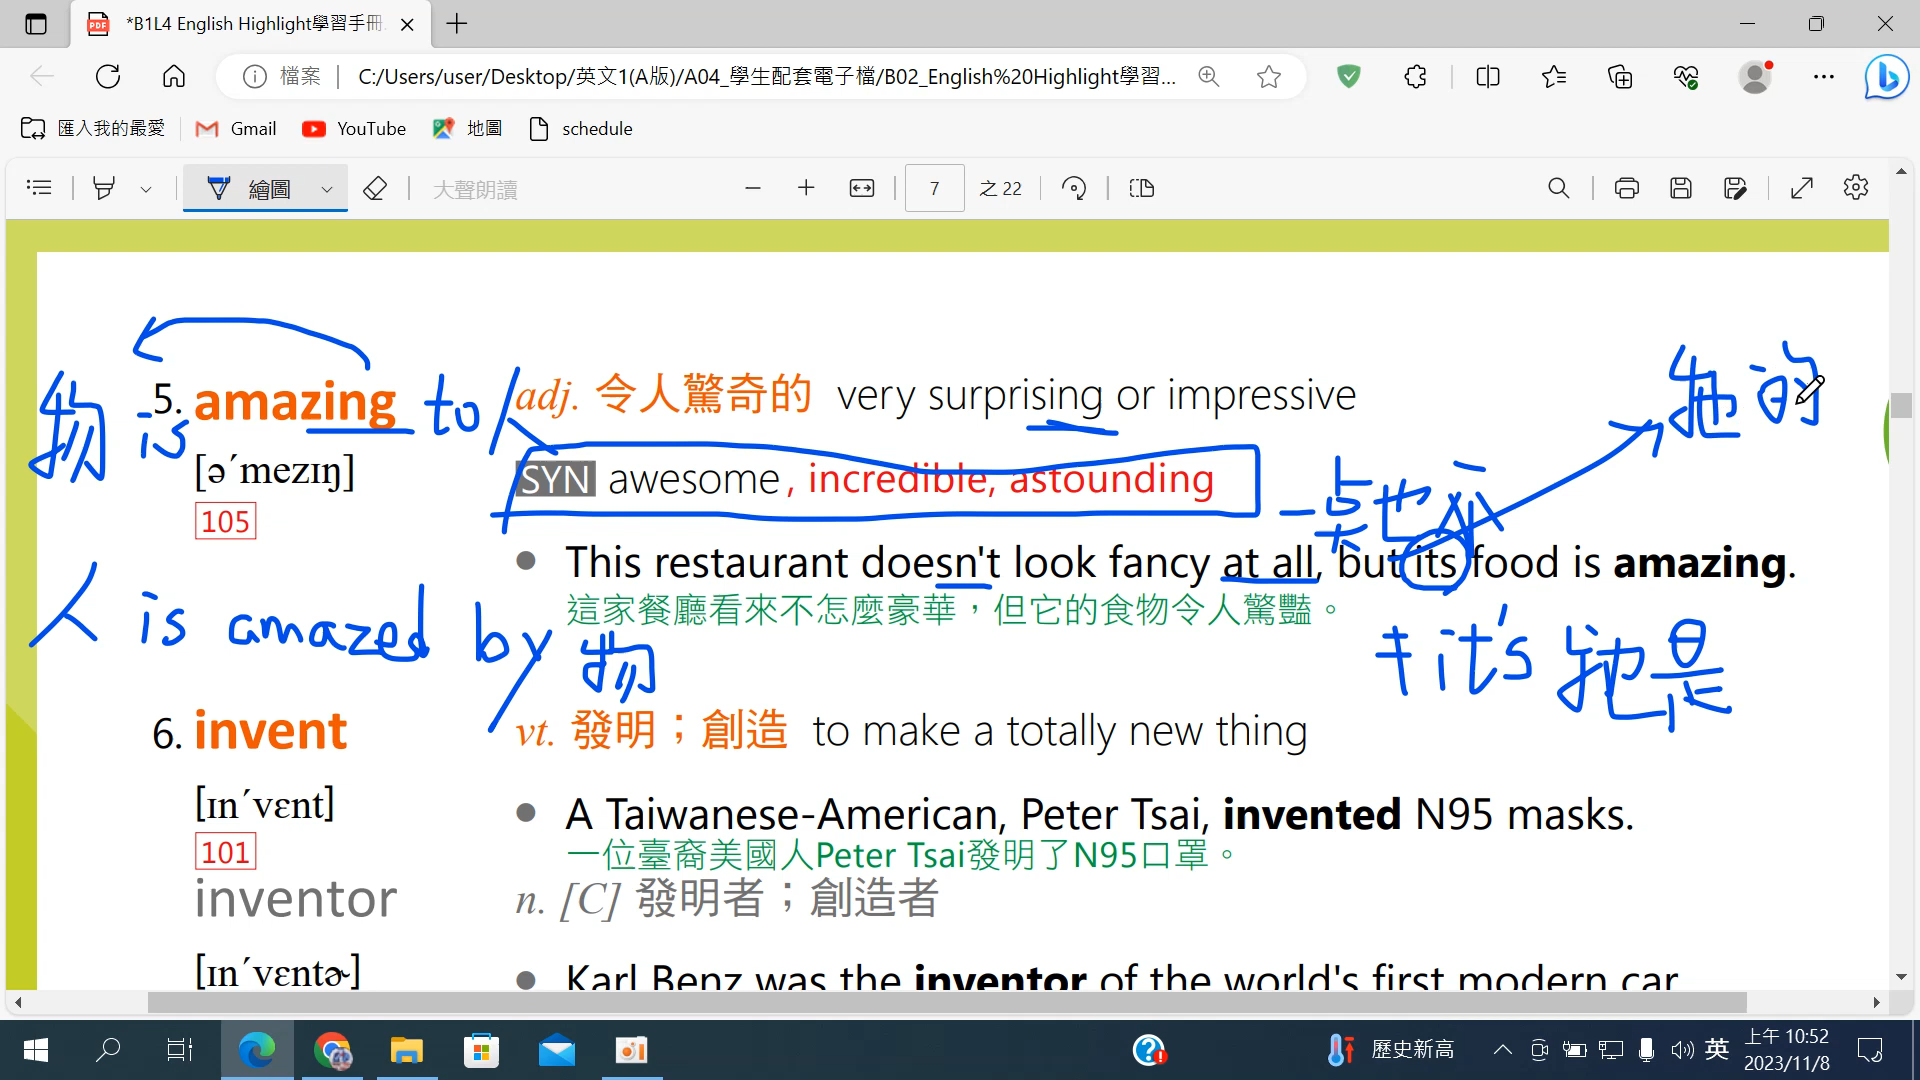 *B1L4 English Highlight學習手冊
檔案 C:/Users/user/Desktop/英文1(A版)/A04_學生配套電子檔/B02_English%20Highlight學習...
匯入我的最愛 Gmail YouTube 地圖 schedule
繪圖 大聲朗讀 7 之 22
物 is 5. amazing to 人 adj. 令人驚奇的 very surprising or impressive 牠的
[əˊmezɪŋ] SYN awesome, incredible, astounding
105
一點也不
This restaurant doesn't look fancy at all, but its food is amazing.
這家餐廳看來不怎麼豪華，但它的食物令人驚豔。
人 is amazed by 物
≠ it's 牠是
6. invent vt. 發明；創造 to make a totally new thing
[ɪnˊvɛnt] A Taiwanese-American, Peter Tsai, invented N95 masks.
101 一位臺裔美國人Peter Tsai發明了N95口罩。
inventor n. [C] 發明者；創造者
[ɪnˊvɛntɚ] Karl Benz was the inventor of the world's first modern car
歷史新高 英 上午 10:52
2023/11/8